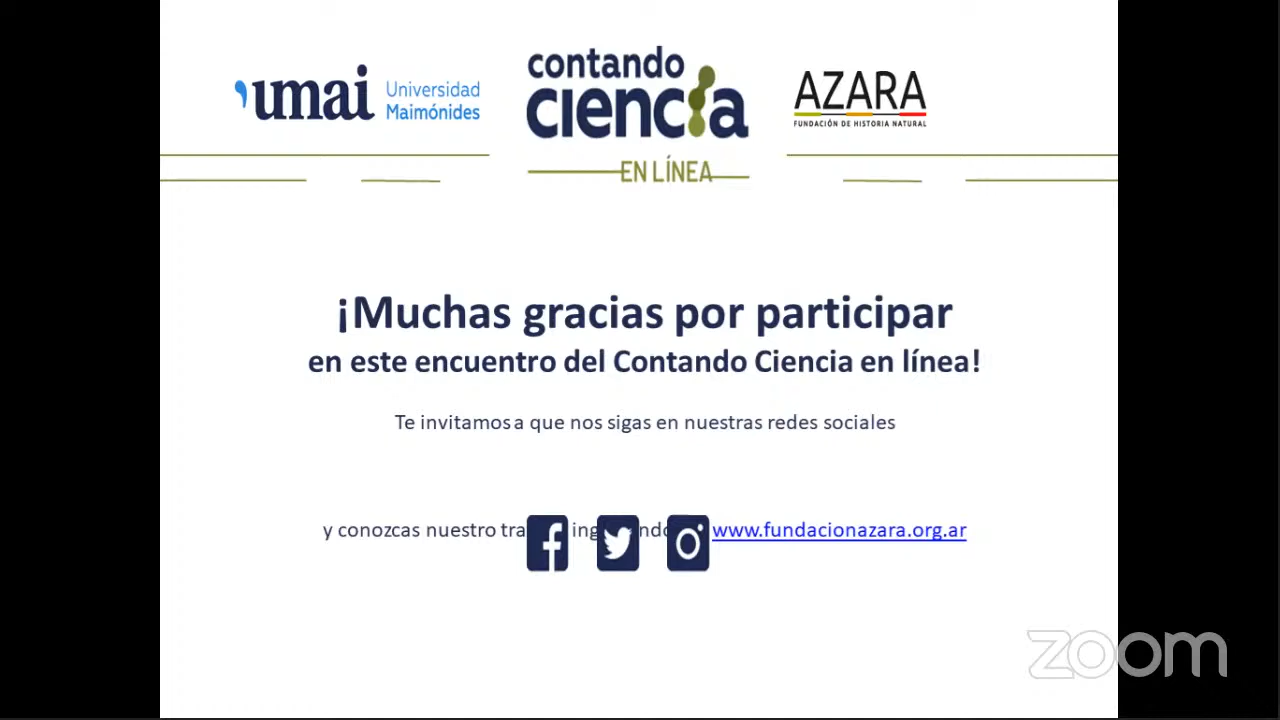 umai Universidad
Maimónides
contando
ciencia
EN LÍNEA
AZARA
FUNDACIÓN DE HISTORIA NATURAL
¡Muchas gracias por participar
en este encuentro del Contando Ciencia en línea!
Te invitamos a que nos sigas en nuestras redes sociales
y conozcas nuestro www.fundacionazara.org.ar
zoom